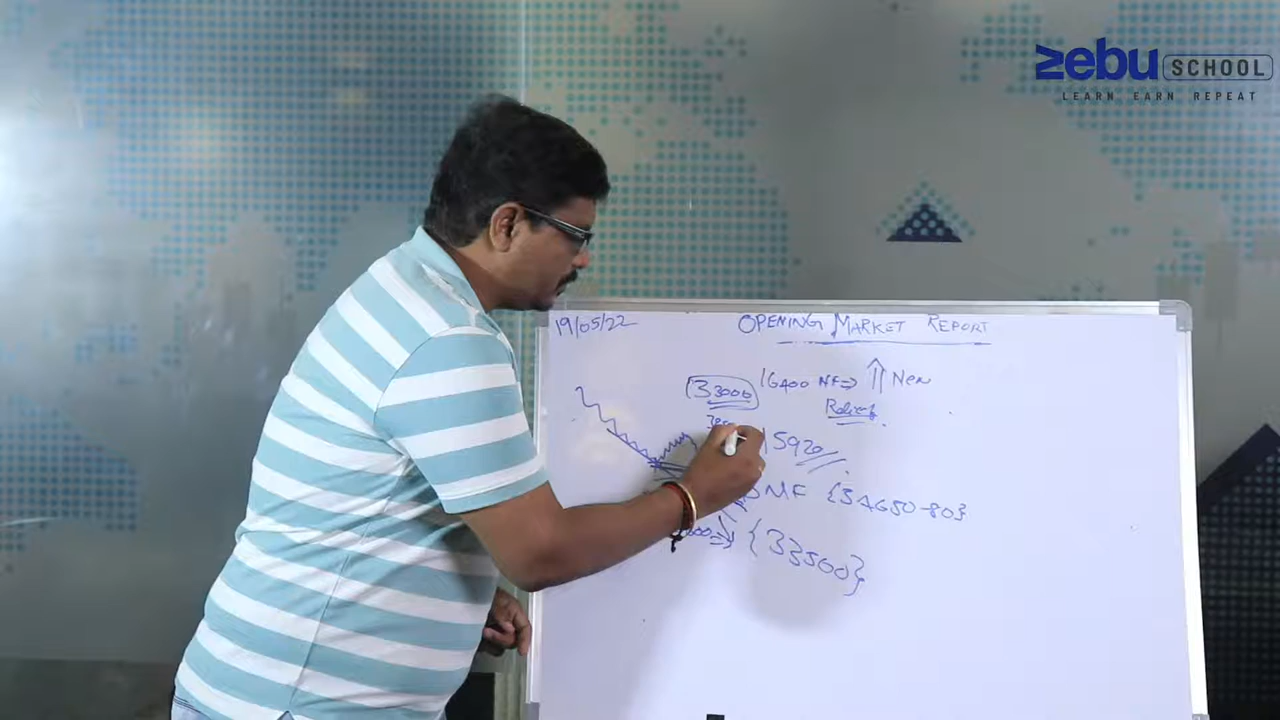 zebu SCHOOL
LEARN EARN REPEAT
19/05/22 OPENING MARKET REPORT
33000 16400 NF⇒ ↑↑ New
Relief
15920
NF {34650-80}
{33500}